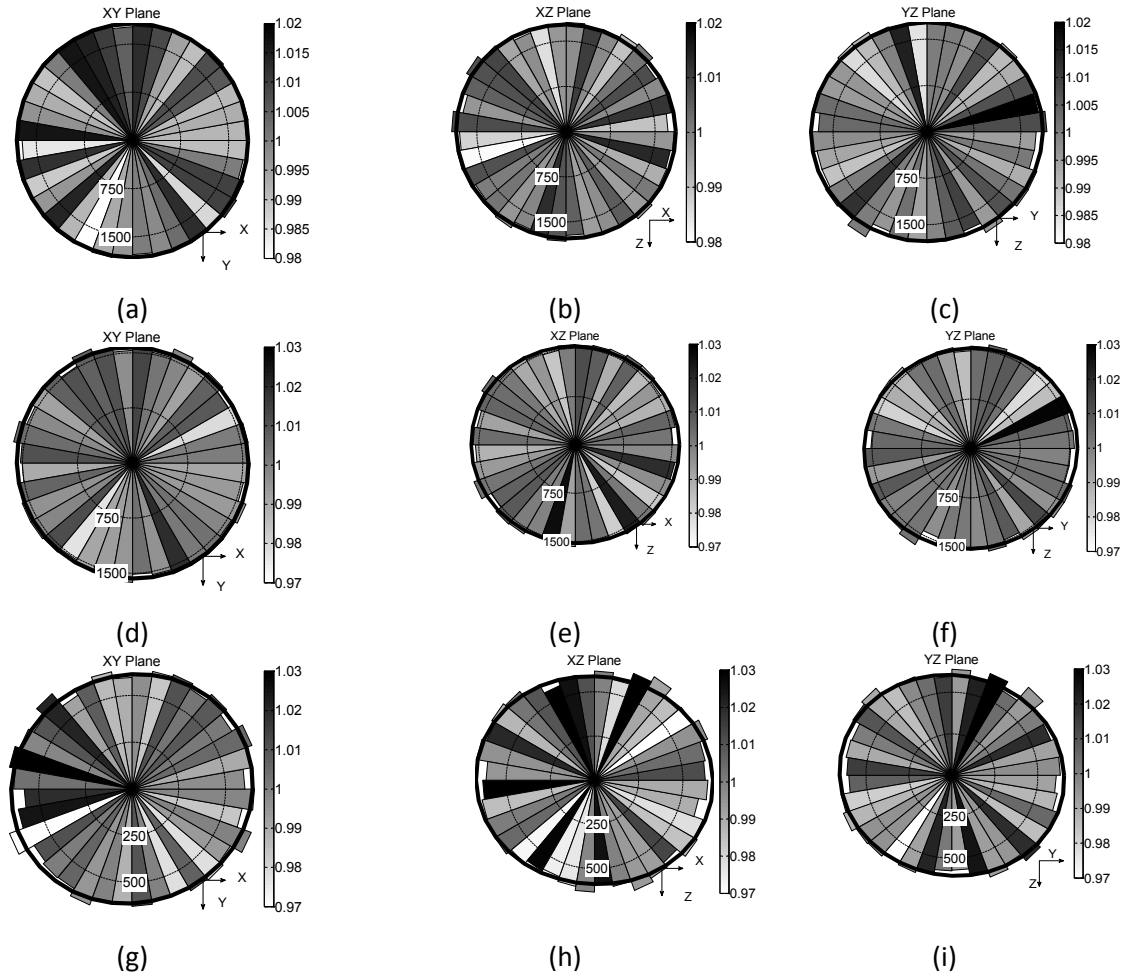 XY Plane
1.02
1.015
1.01
1.005
1
0.995
0.99
0.985
0.98
750
1500
X
Y
(a)
XZ Plane
1.02
1.01
1
0.99
0.98
750
1500
X
Z
(b)
YZ Plane
1.02
1.015
1.01
1.005
1
0.995
0.99
0.985
0.98
750
1500
Y
Z
(c)
XY Plane
1.03
1.02
1.01
1
0.99
0.98
0.97
750
1500
X
Y
(d)
XZ Plane
1.03
1.02
1.01
1
0.99
0.98
0.97
750
1500
X
Z
(e)
YZ Plane
1.03
1.02
1.01
1
0.99
0.98
0.97
750
1500
Y
Z
(f)
XY Plane
1.03
1.02
1.01
1
0.99
0.98
0.97
250
500
X
Y
(g)
XZ Plane
1.03
1.02
1.01
1
0.99
0.98
0.97
250
500
X
Z
(h)
YZ Plane
1.03
1.02
1.01
1
0.99
0.98
0.97
250
500
Y
Z
(i)